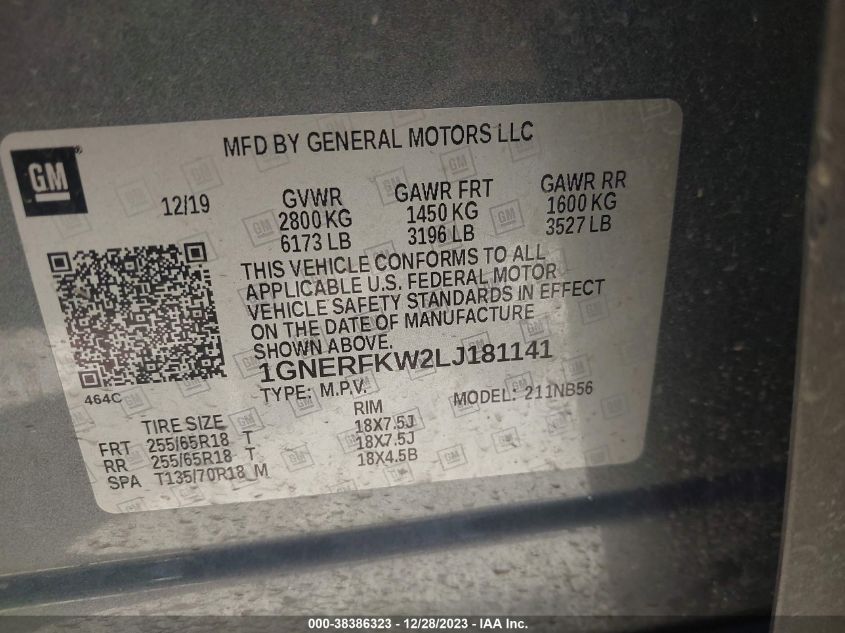 MFD BY GENERAL MOTORS LLC
GM ®
12/19
GVWR GAWR FRT GAWR RR
2800 KG 1450 KG 1600 KG
6173 LB 3196 LB 3527 LB
THIS VEHICLE CONFORMS TO ALL
APPLICABLE U.S. FEDERAL MOTOR
VEHICLE SAFETY STANDARDS IN EFFECT
ON THE DATE OF MANUFACTURE
SHOWN ABOVE.
1GNERFKW2LJ181141
464C
TYPE: M.P.V. MODEL: 211NB56
TIRE SIZE RIM
FRT 255/65R18 T 18X7.5J
RR 255/65R18 T 18X7.5J
SPA T135/70R18 M 18X4.5B
000-38386323 - 12/28/2023 - IAA Inc.